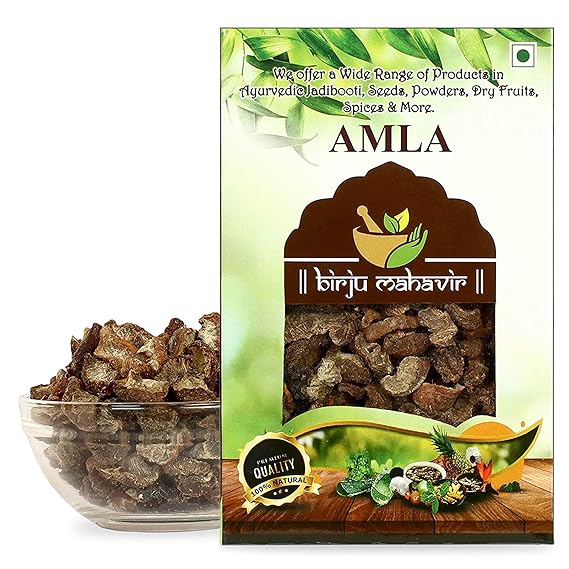 We offer a Wide Range of Products in
Ayurvedic Jadibooti, Seeds, Powders, Dry Fruits,
Spices & More.
AMLA
|| birju mahavir ||
QUALITY
100% NATURAL